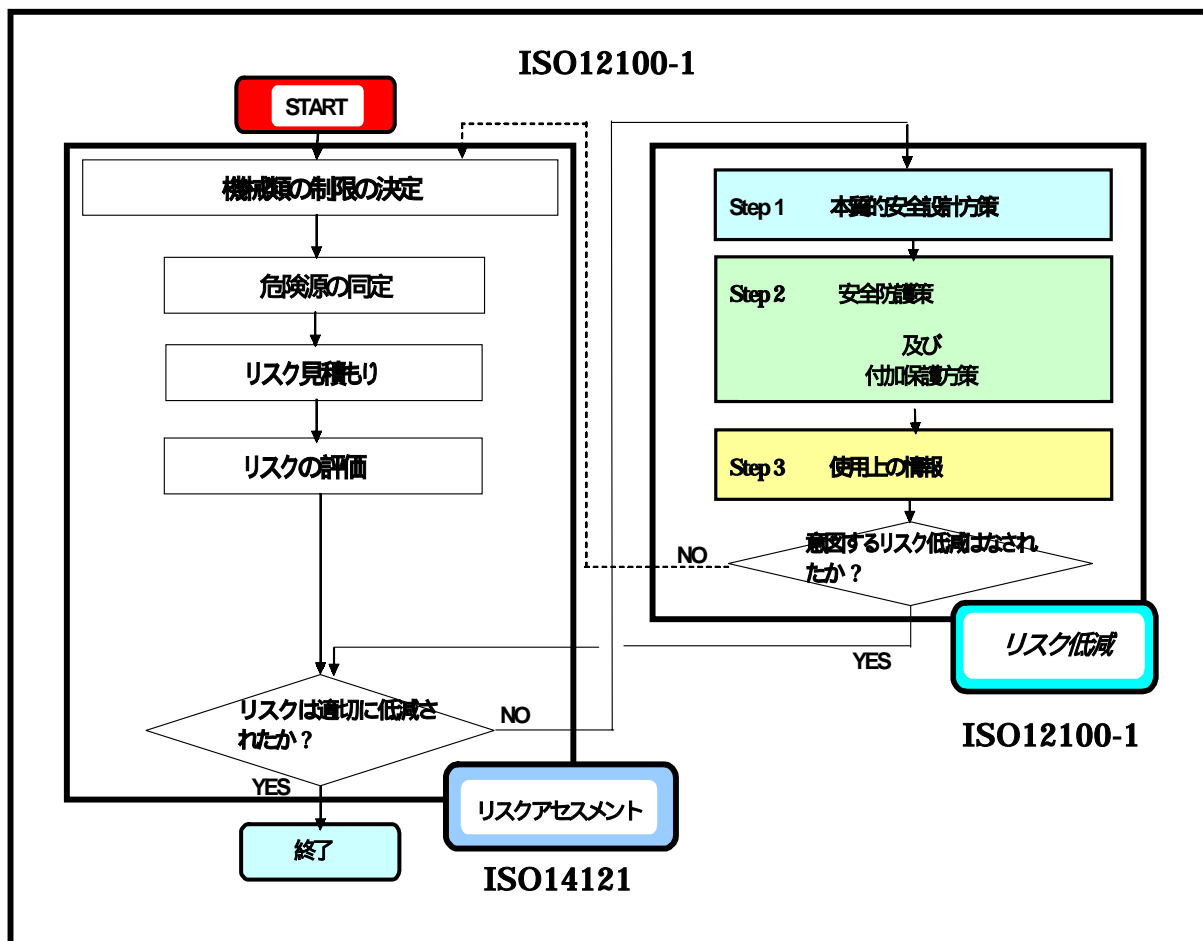 ISO12100-1
START
機械類の制限の決定
危険源の同定
リスク見積もり
リスクの評価
リスクは適切に低減さ
れたか？
NO
YES
終了
リスクアセスメント
ISO14121
Step 1 本質的安全設計方策
Step 2 安全防護策
及び
付加保護方策
Step 3 使用上の情報
意図するリスク低減はなされ
たか？
NO
YES
リスク低減
ISO12100-1